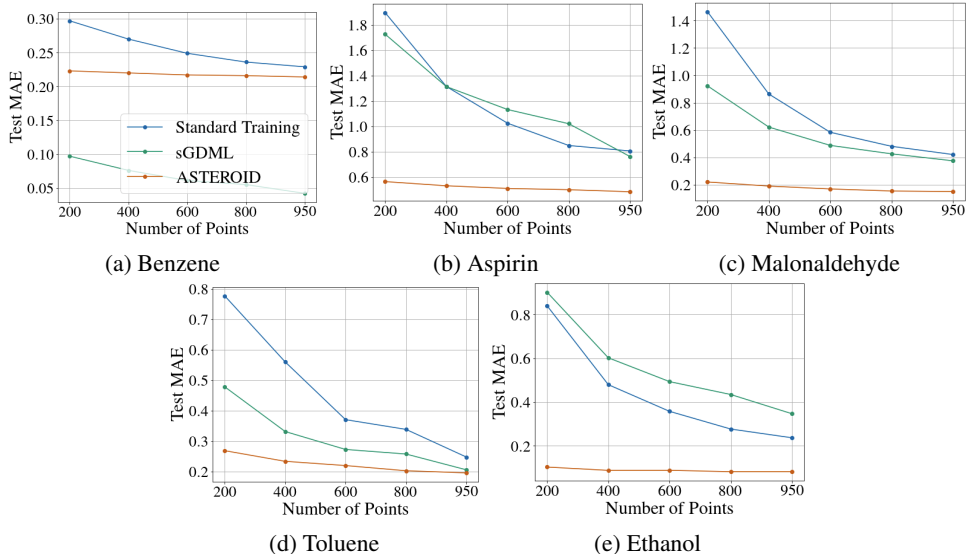 0.30
0.25
0.20
0.15
0.10
0.05
Test MAE
Standard Training
sGDML
ASTEROID
200 400 600 800 950
Number of Points
(a) Benzene
1.8
1.6
1.4
1.2
1.0
0.8
0.6
Test MAE
200 400 600 800 950
Number of Points
(b) Aspirin
1.4
1.2
1.0
0.8
0.6
0.4
0.2
Test MAE
200 400 600 800 950
Number of Points
(c) Malonaldehyde
0.8
0.7
0.6
0.5
0.4
0.3
0.2
Test MAE
200 400 600 800 950
Number of Points
(d) Toluene
0.8
0.6
0.4
0.2
Test MAE
200 400 600 800 950
Number of Points
(e) Ethanol